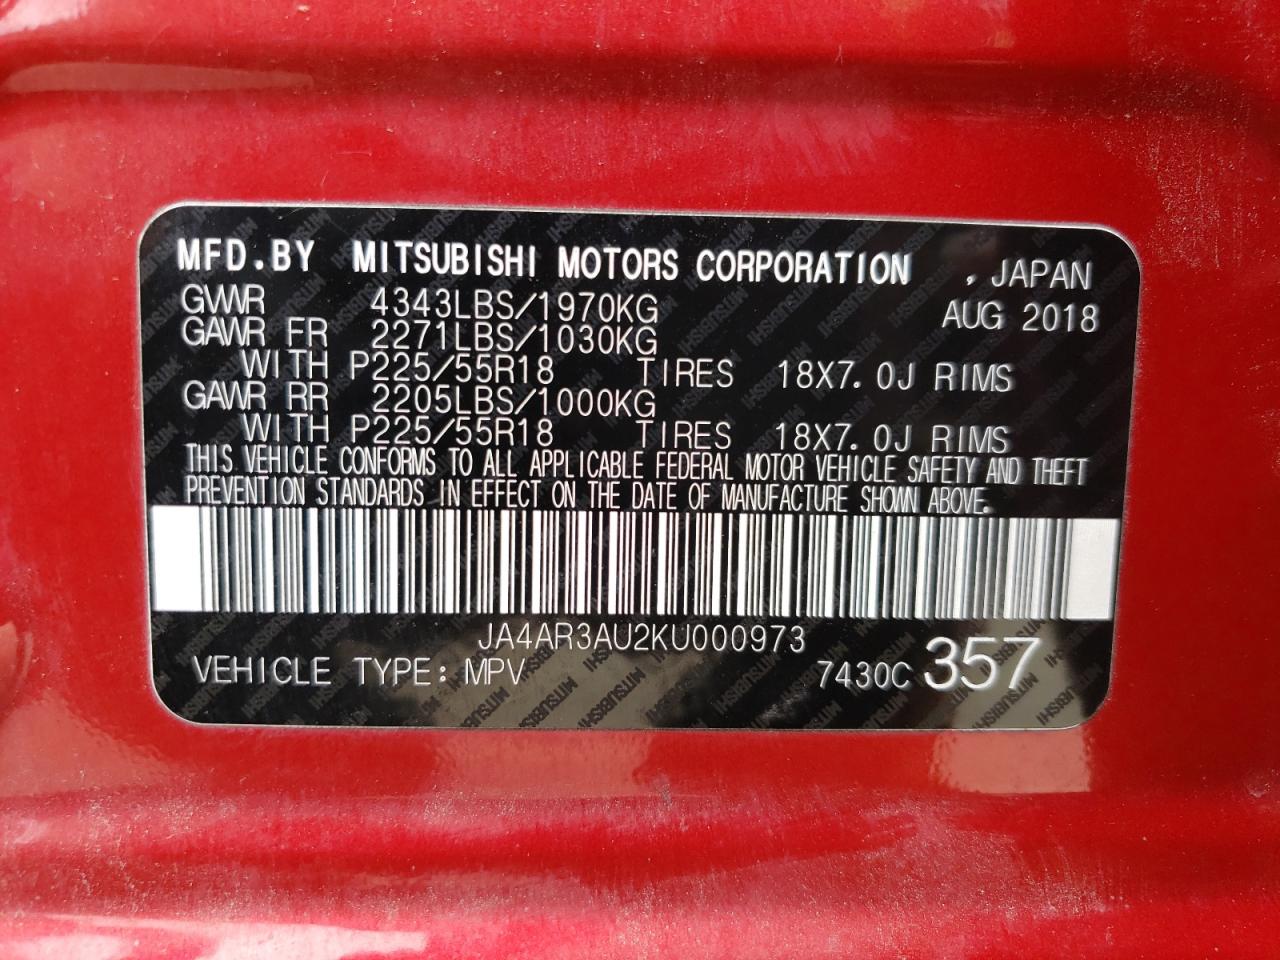 MFD.BY MITSUBISHI MOTORS CORPORATION , JAPAN
GVWR 4343LBS/1970KG AUG 2018
GAWR FR 2271LBS/1030KG
WITH P225/55R18 TIRES 18X7.0J RIMS
GAWR RR 2205LBS/1000KG
WITH P225/55R18 TIRES 18X7.0J RIMS
THIS VEHICLE CONFORMS TO ALL APPLICABLE FEDERAL MOTOR VEHICLE SAFETY AND THEFT
PREVENTION STANDARDS IN EFFECT ON THE DATE OF MANUFACTURE SHOWN ABOVE.
JA4AR3AU2KU000973
VEHICLE TYPE: MPV 7430C 357